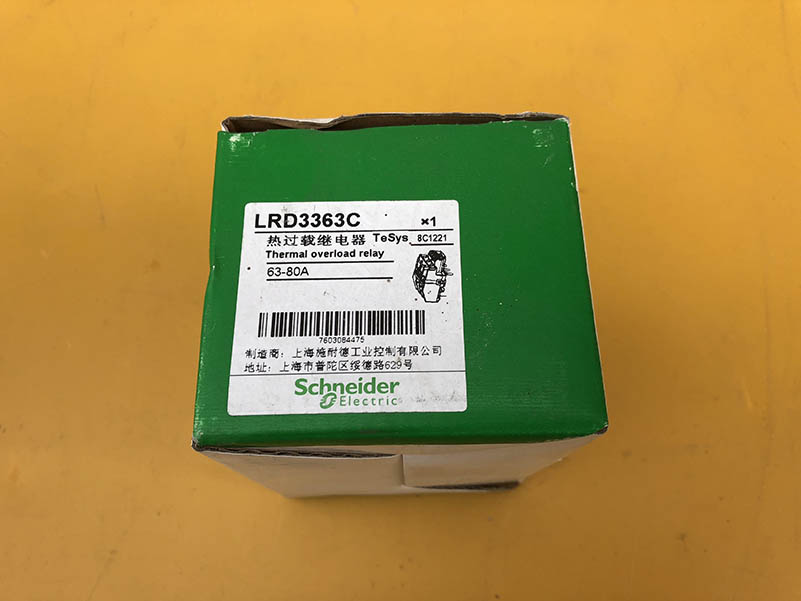 LRD3363C ×1
热过载继电器 TeSys 8C1221
Thermal overload relay
63-80A
7603084475
制造商：上海施耐德工业控制有限公司
地址：上海市普陀区绥德路629号
Schneider
Electric